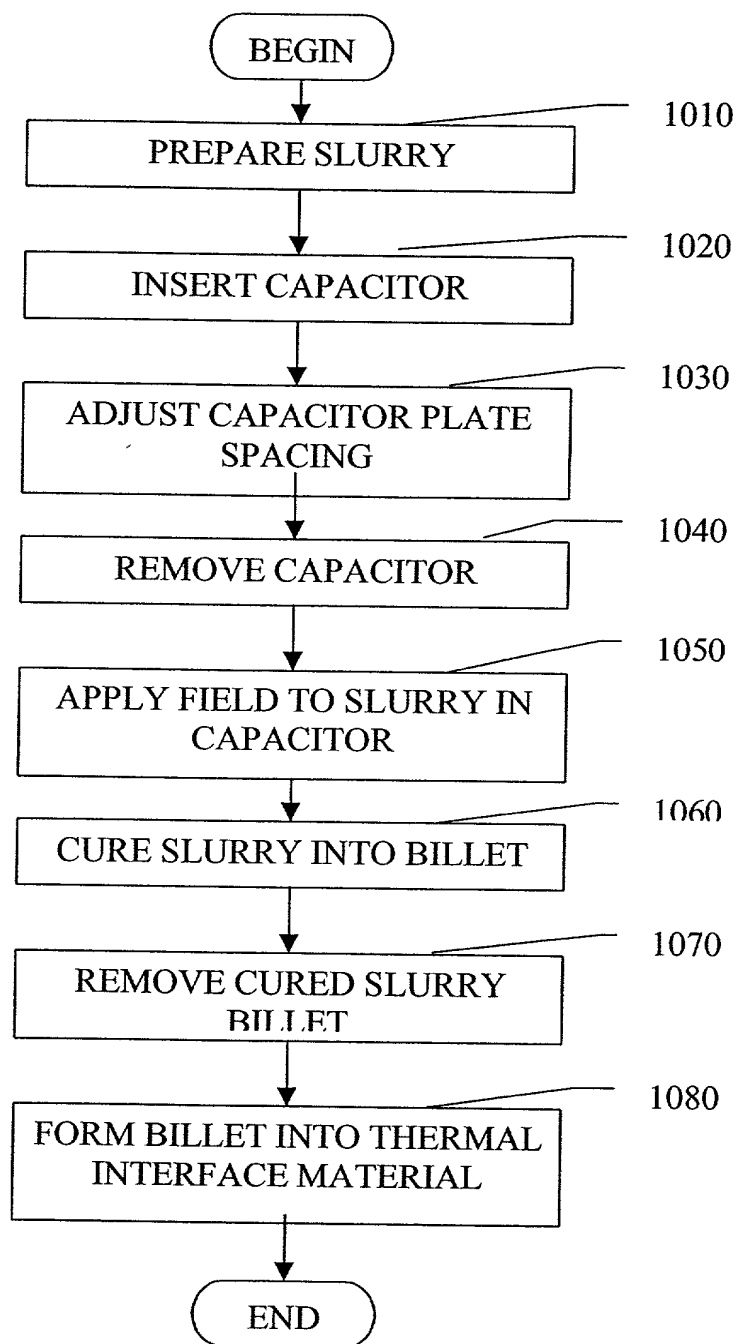 BEGIN
1010
PREPARE SLURRY
1020
INSERT CAPACITOR
1030
ADJUST CAPACITOR PLATE
SPACING
1040
REMOVE CAPACITOR
1050
APPLY FIELD TO SLURRY IN
CAPACITOR
1060
CURE SLURRY INTO BILLET
1070
REMOVE CURED SLURRY
BILLET
1080
FORM BILLET INTO THERMAL
INTERFACE MATERIAL
END